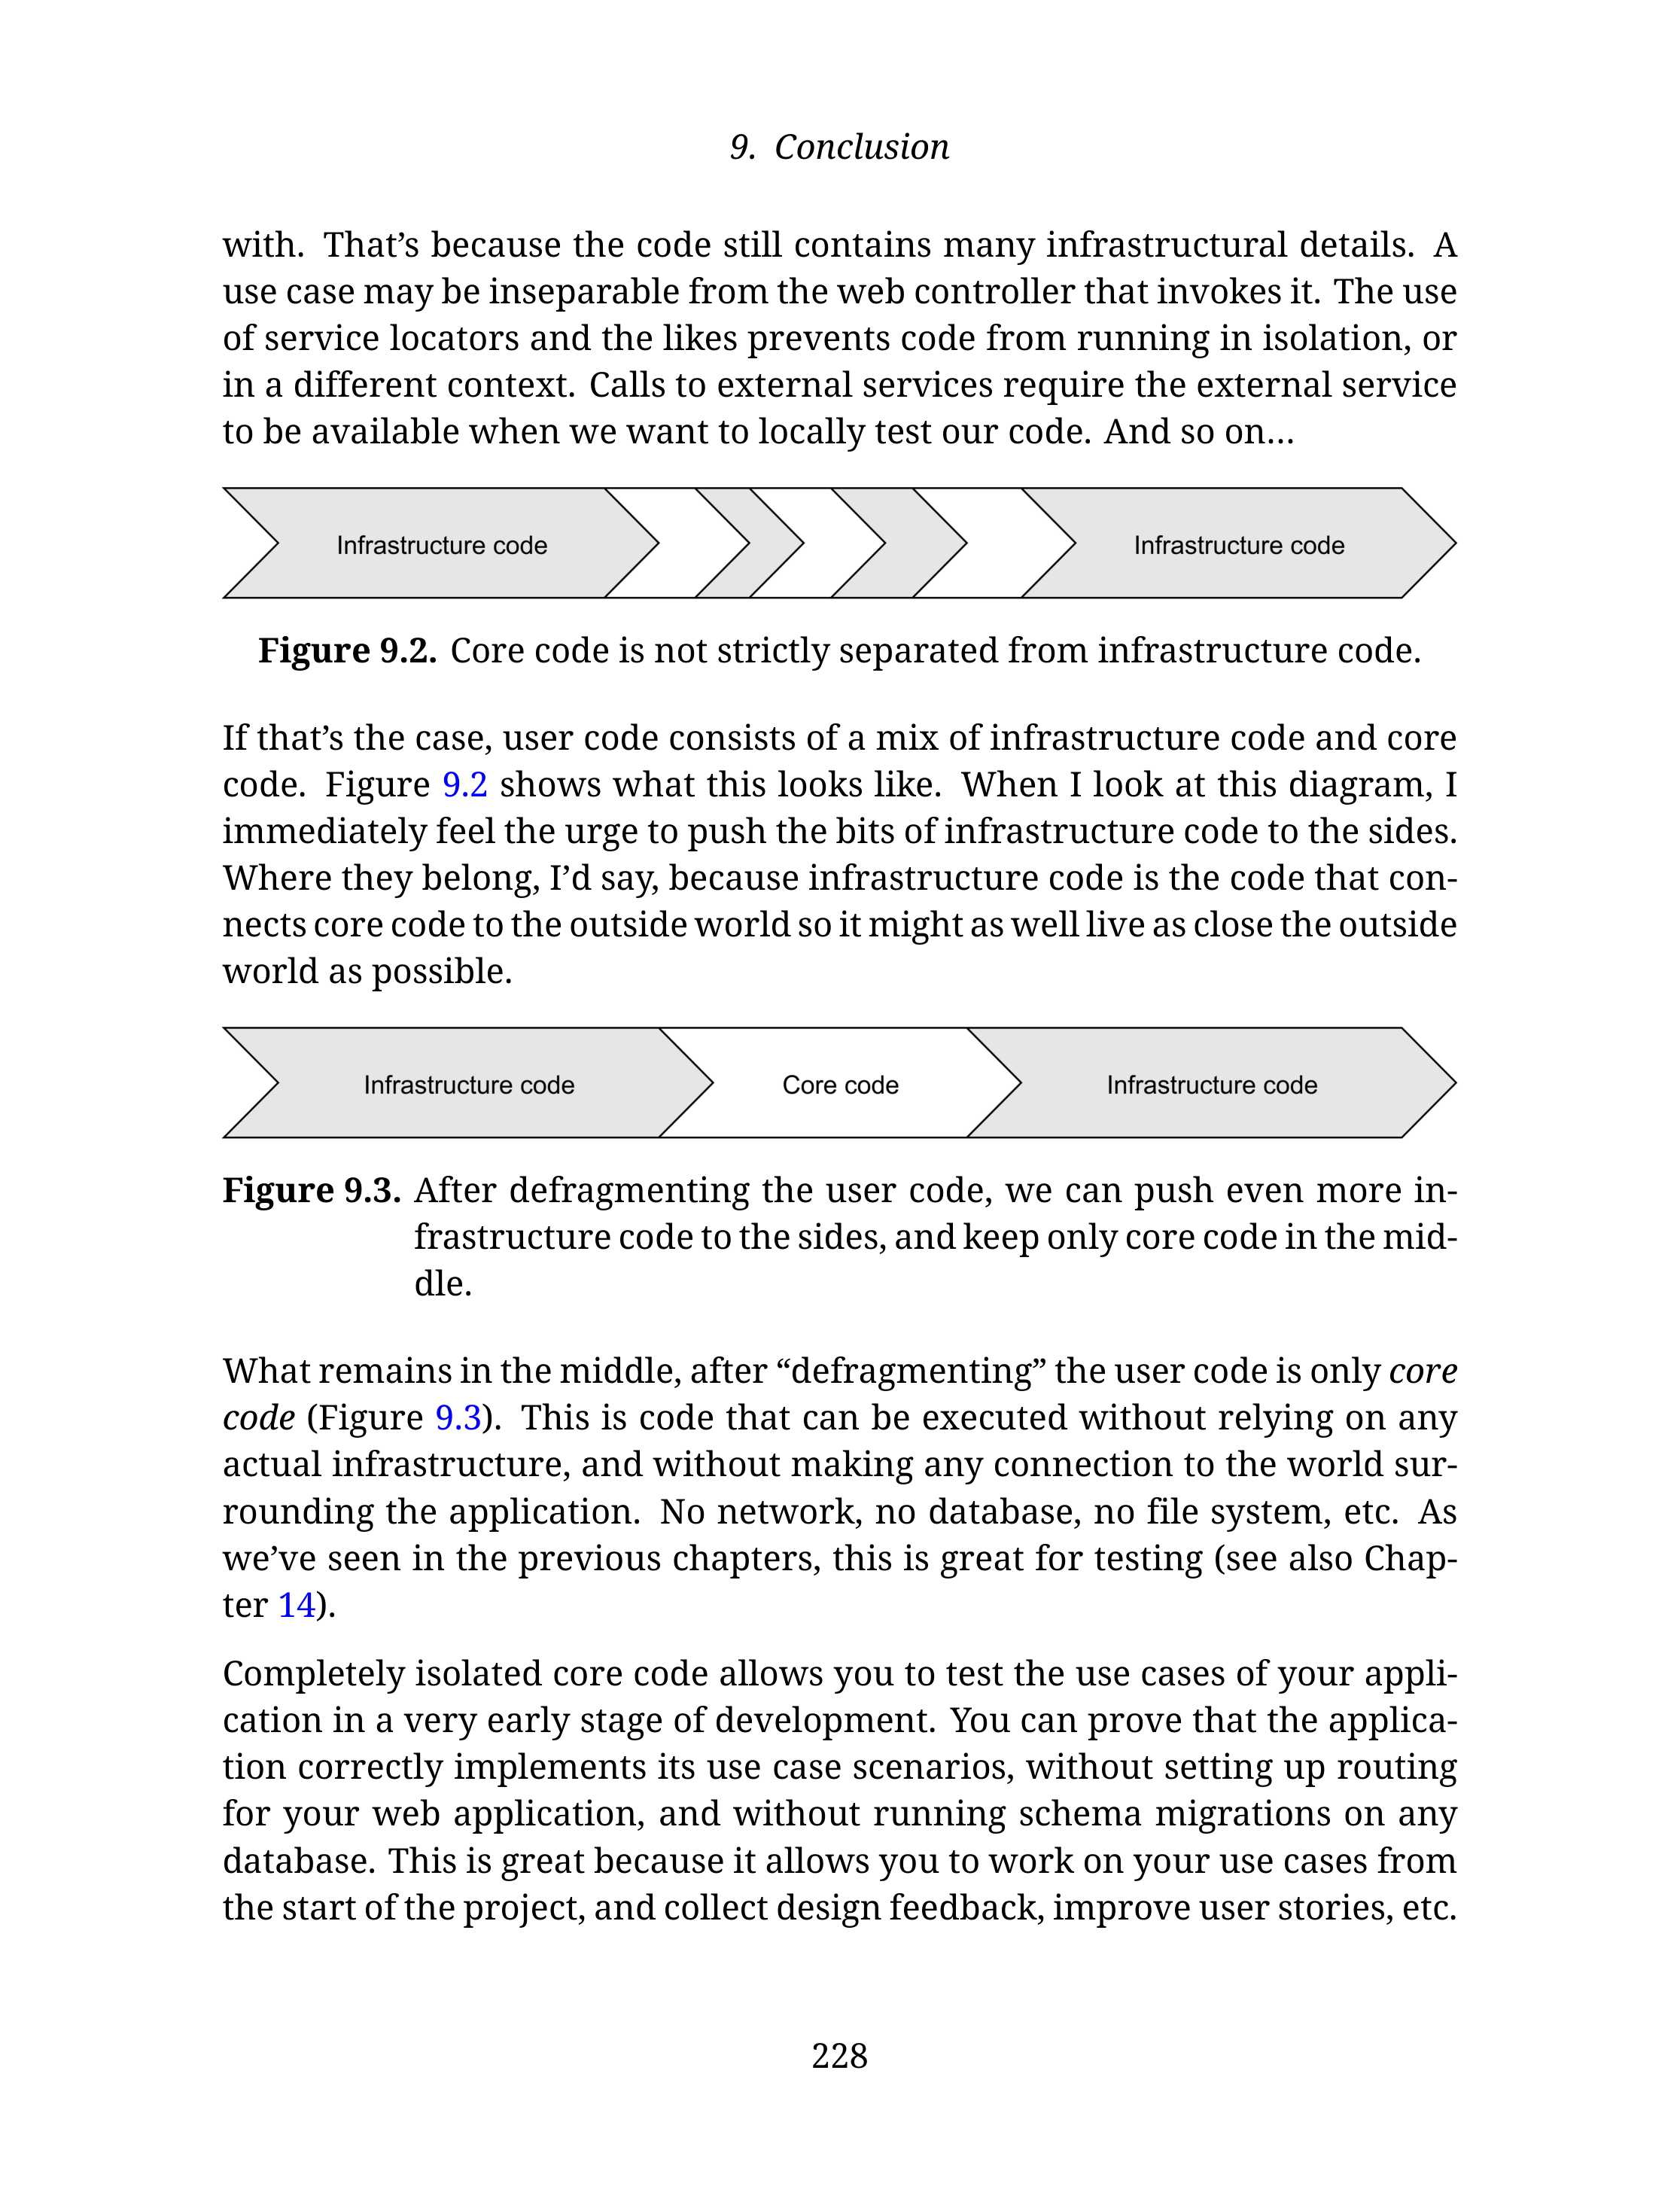 9. Conclusion
with. That’s because the code still contains many infrastructural details. A
use case may be inseparable from the web controller that invokes it. The use
of service locators and the likes prevents code from running in isolation, or
in a different context. Calls to external services require the external service
to be available when we want to locally test our code. And so on…
Infrastructure code Infrastructure code
Figure 9.2. Core code is not strictly separated from infrastructure code.
If that’s the case, user code consists of a mix of infrastructure code and core
code. Figure 9.2 shows what this looks like. When I look at this diagram, I
immediately feel the urge to push the bits of infrastructure code to the sides.
Where they belong, I’d say, because infrastructure code is the code that con-
nects core code to the outside world so it might as well live as close the outside
world as possible.
Infrastructure code Core code Infrastructure code
Figure 9.3. After defragmenting the user code, we can push even more in-
frastructure code to the sides, and keep only core code in the mid-
dle.
What remains in the middle, after “defragmenting” the user code is only core
code (Figure 9.3). This is code that can be executed without relying on any
actual infrastructure, and without making any connection to the world sur-
rounding the application. No network, no database, no file system, etc. As
we’ve seen in the previous chapters, this is great for testing (see also Chap-
ter 14).
Completely isolated core code allows you to test the use cases of your appli-
cation in a very early stage of development. You can prove that the applica-
tion correctly implements its use case scenarios, without setting up routing
for your web application, and without running schema migrations on any
database. This is great because it allows you to work on your use cases from
the start of the project, and collect design feedback, improve user stories, etc.
228